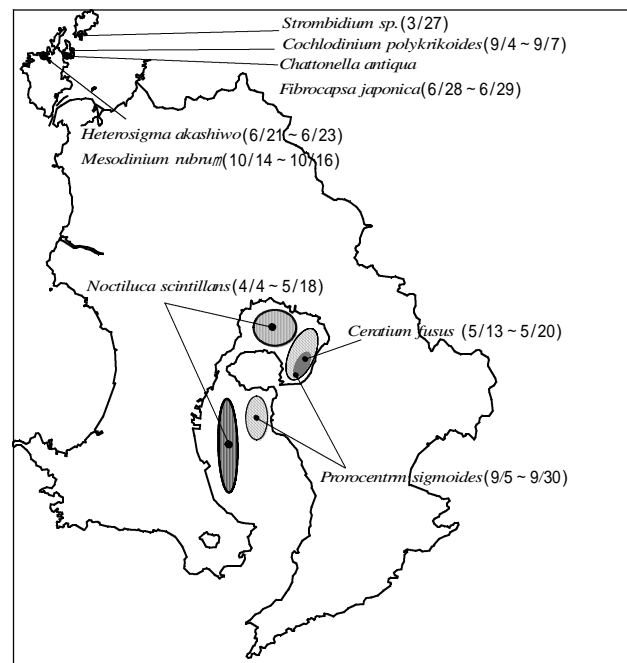 Strombidium sp. (3/27)
Cochlodinium polykrikoides (9/4 ~ 9/7)
Chattonella antiqua
Fibrocapsa japonica (6/28 ~ 6/29)
Heterosigma akashiwo (6/21 ~ 6/23)
Mesodinium rubrum (10/14 ~ 10/16)
Noctiluca scintillans (4/4 ~ 5/18)
Ceratium fusus (5/13 ~ 5/20)
Prorocentrm sigmoides (9/5 ~ 9/30)